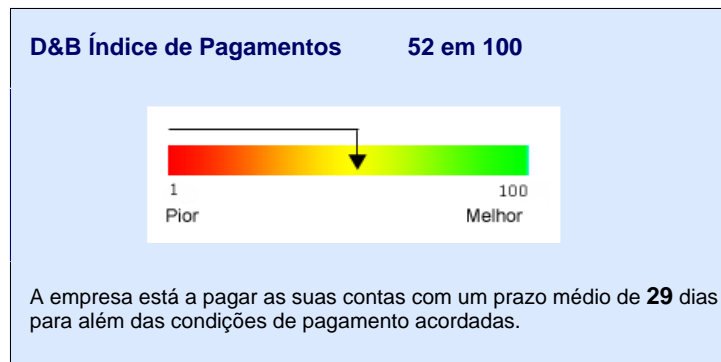 D&B Índice de Pagamentos 52 em 100
1 100
Pior Melhor
A empresa está a pagar as suas contas com um prazo médio de 29 dias
para além das condições de pagamento acordadas.